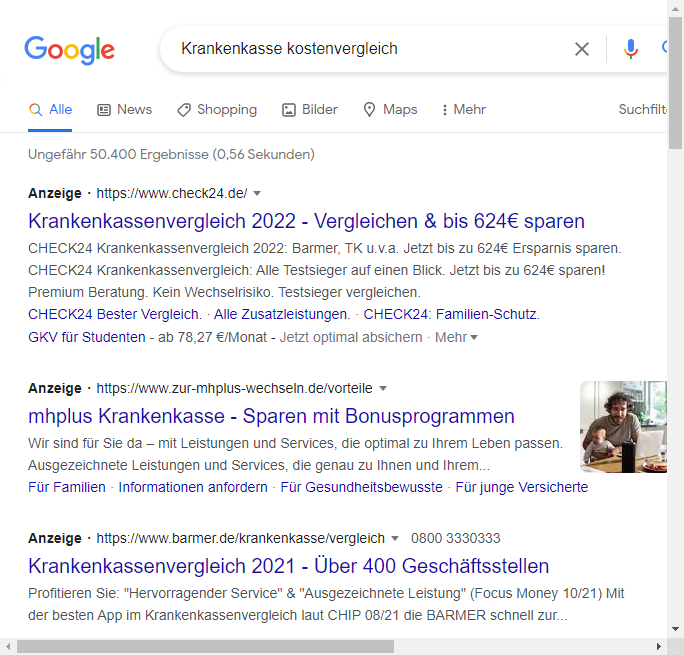 Google
Krankenkasse kostenvergleich
Alle News Shopping Bilder Maps Mehr Suchfilt
Ungefähr 50.400 Ergebnisse (0,56 Sekunden)
Anzeige · https://www.check24.de/
Krankenkassenvergleich 2022 - Vergleichen & bis 624€ sparen
CHECK24 Krankenkassenvergleich 2022: Barmer, TK u.v.a. Jetzt bis zu 624€ Ersparnis sparen.
CHECK24 Krankenkassenvergleich: Alle Testsieger auf einen Blick. Jetzt bis zu 624€ sparen!
Premium Beratung. Kein Wechselrisiko. Testsieger vergleichen.
CHECK24 Bester Vergleich. · Alle Zusatzleistungen. · CHECK24: Familien-Schutz.
GKV für Studenten - ab 78,27 €/Monat - Jetzt optimal absichern · Mehr
Anzeige · https://www.zur-mhplus-wechseln.de/vorteile
mhplus Krankenkasse - Sparen mit Bonusprogrammen
Wir sind für Sie da – mit Leistungen und Services, die optimal zu Ihrem Leben passen.
Ausgezeichnete Leistungen und Services, die genau zu Ihnen und Ihrem...
Für Familien · Informationen anfordern · Für Gesundheitsbewusste · Für junge Versicherte
Anzeige · https://www.barmer.de/krankenkasse/vergleich 0800 3330333
Krankenkassenvergleich 2021 - Über 400 Geschäftsstellen
Profitieren Sie: "Hervorragender Service" & "Ausgezeichnete Leistung" (Focus Money 10/21) Mit
der besten App im Krankenkassenvergleich laut CHIP 08/21 die BARMER schnell zur...